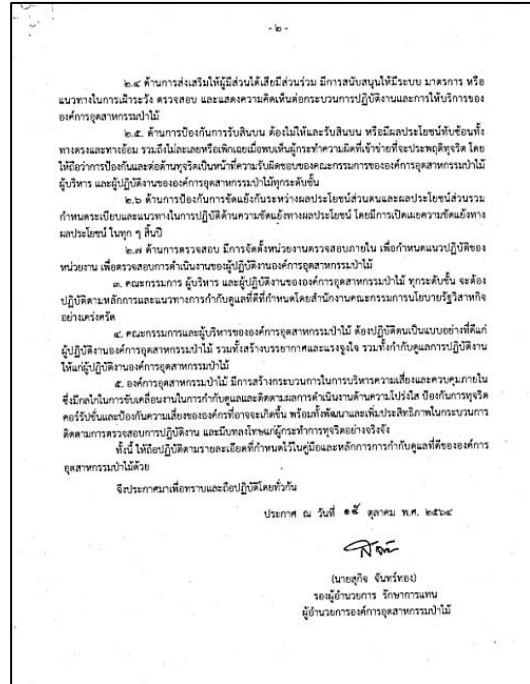 - ๒ -
๒.๔ ด้านการส่งเสริมให้ผู้มีส่วนได้เสียมีส่วนร่วม มีการสนับสนุนให้มีระบบ มาตรการ หรือ
แนวทางในการเฝ้าระวัง ตรวจสอบ และแสดงความคิดเห็นต่อกระบวนการปฏิบัติงานและการให้บริการของ
องค์การอุตสาหกรรมป่าไม้
๒.๕. ด้านการป้องกันการรับสินบน ต้องไม่ให้และรับสินบน หรือมีผลประโยชน์ทับซ้อนทั้ง
ทางตรงและทางอ้อม รวมถึงไม่ละเลยหรือเพิกเฉยเมื่อพบเห็นผู้กระทำความผิดที่เข้าข่ายที่จะประพฤติทุจริต โดย
ให้ถือว่าการป้องกันและต่อต้านทุจริตเป็นหน้าที่ความรับผิดชอบของคณะกรรมการขององค์การอุตสาหกรรมป่าไม้
ผู้บริหาร และผู้ปฏิบัติงานขององค์การอุตสาหกรรมป่าไม้ทุกระดับชั้น
๒.๖ ด้านการป้องกันการขัดแย้งกันระหว่างผลประโยชน์ส่วนตนและผลประโยชน์ส่วนรวม
กำหนดระเบียบและแนวทางในการปฏิบัติด้านความขัดแย้งทางผลประโยชน์ โดยมีการเปิดเผยความขัดแย้งทาง
ผลประโยชน์ ในทุก ๆ สิ้นปี
๒.๗ ด้านการตรวจสอบ มีการจัดตั้งหน่วยงานตรวจสอบภายใน เพื่อกำหนดแนวปฏิบัติของ
หน่วยงาน เพื่อตรวจสอบการดำเนินงานของผู้ปฏิบัติงานองค์การอุตสาหกรรมป่าไม้
๓. คณะกรรมการ ผู้บริหาร และผู้ปฏิบัติงานขององค์การอุตสาหกรรมป่าไม้ ทุกระดับชั้น จะต้อง
ปฏิบัติตามหลักการและแนวทางการกำกับดูแลที่ดีที่กำหนดโดยสำนักงานคณะกรรมการนโยบายรัฐวิสาหกิจ
อย่างเคร่งครัด
๔. คณะกรรมการและผู้บริหารขององค์การอุตสาหกรรมป่าไม้ ต้องปฏิบัติตนเป็นแบบอย่างที่ดีแก่
ผู้ปฏิบัติงานองค์การอุตสาหกรรมป่าไม้ รวมทั้งสร้างบรรยากาศและแรงจูงใจ รวมทั้งกำกับดูแลการปฏิบัติงาน
ให้แก่ผู้ปฏิบัติงานองค์การอุตสาหกรรมป่าไม้
๕. องค์การอุตสาหกรรมป่าไม้ มีการสร้างกระบวนการในการบริหารความเสี่ยงและควบคุมภายใน
ซึ่งมีกลไกในการขับเคลื่อนงานในการกำกับดูแลและติดตามผลการดำเนินงานด้านความโปร่งใส ป้องกันการทุจริต
คอร์รัปชั่นและป้องกันความเสี่ยงขององค์กรที่อาจจะเกิดขึ้น พร้อมทั้งพัฒนาและเพิ่มประสิทธิภาพในกระบวนการ
ติดตามการตรวจสอบการปฏิบัติงาน และมีบทลงโทษแก่ผู้กระทำการทุจริตอย่างจริงจัง
ทั้งนี้ ให้ถือปฏิบัติตามรายละเอียดที่กำหนดไว้ในคู่มือและหลักการการกำกับดูแลที่ดีขององค์การ
อุตสาหกรรมป่าไม้ด้วย
จึงประกาศมาเพื่อทราบและถือปฏิบัติโดยทั่วกัน
ประกาศ ณ วันที่ ๑๕ ตุลาคม พ.ศ. ๒๕๖๔
(นายสุกิจ จันทร์ทอง)
รองผู้อำนวยการ รักษาการแทน
ผู้อำนวยการองค์การอุตสาหกรรมป่าไม้